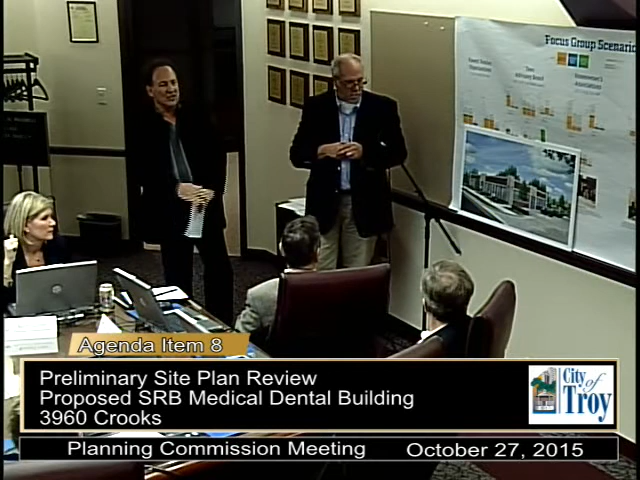 Focus Group Scenario
Agenda Item 8
Preliminary Site Plan Review
Proposed SRB Medical Dental Building
3960 Crooks
City
of
Troy
Planning Commission Meeting October 27, 2015